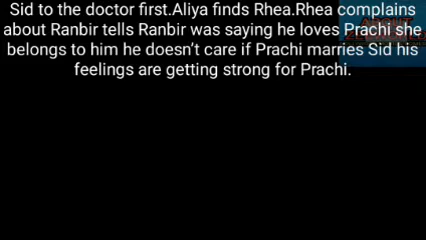 Sid to the doctor first.Aliya finds Rhea.Rhea complains
about Ranbir tells Ranbir was saying he loves Prachi she
belongs to him he doesn't care if Prachi marries Sid his
feelings are getting strong for Prachi.